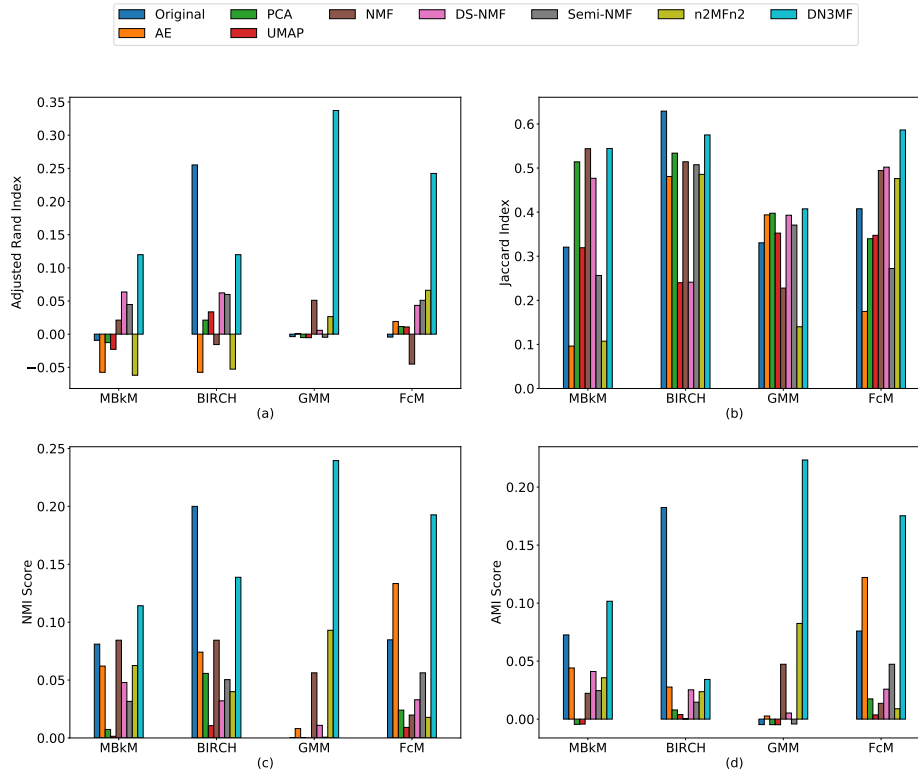 Original PCA NMF DS-NMF Semi-NMF n2MFn2 DN3MF
AE UMAP
0.35
0.30
0.25
0.20
0.15
0.10
0.05
0.00
−0.05
Adjusted Rand Index
MBkM BIRCH GMM FcM
(a)
0.6
0.5
0.4
0.3
0.2
0.1
0.0
Jaccard Index
MBkM BIRCH GMM FcM
(b)
0.25
0.20
0.15
0.10
0.05
0.00
NMI Score
MBkM BIRCH GMM FcM
(c)
0.20
0.15
0.10
0.05
0.00
AMI Score
MBkM BIRCH GMM FcM
(d)